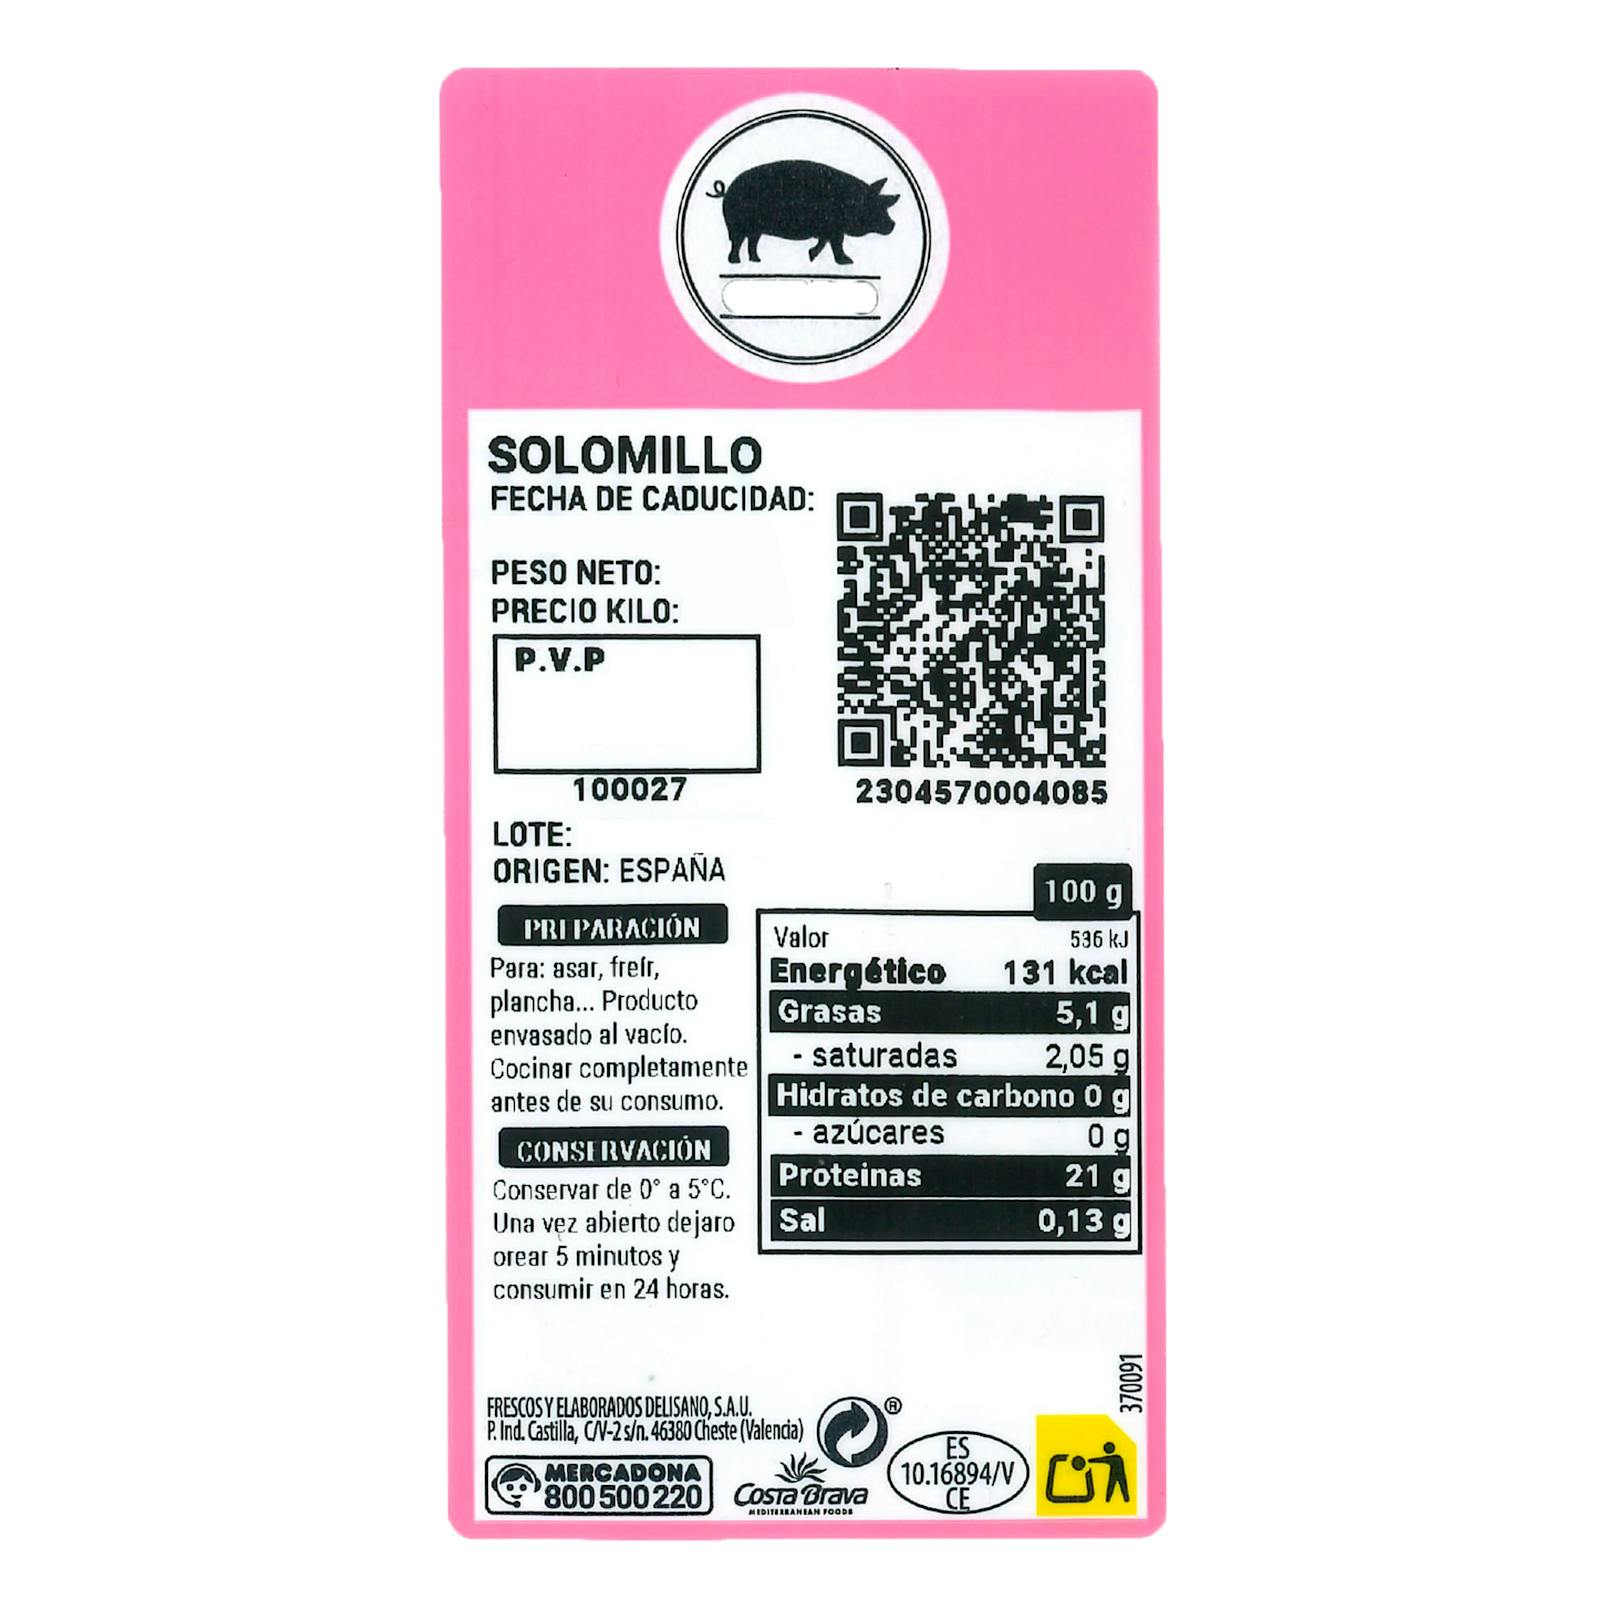 SOLOMILLO
FECHA DE CADUCIDAD:
PESO NETO:
PRECIO KILO:
P.V.P
100027
2304570004085
LOTE:
ORIGEN: ESPAÑA
PREPARACIÓN
Para: asar, freír,
plancha... Producto
envasado al vacío.
Cocinar completamente
antes de su consumo.
CONSERVACIÓN
Conservar de 0° a 5°C.
Una vez abierto dejaro
orear 5 minutos y
consumir en 24 horas.
100 g
Valor 536 kJ
Energético 131 kcal
Grasas 5,1 g
- saturadas 2,05 g
Hidratos de carbono 0 g
- azúcares 0 g
Proteinas 21 g
Sal 0,13 g
370091
FRESCOS Y ELABORADOS DELISANO, S.A.U.
P. Ind. Castilla, C/V-2 s/n. 46380 Cheste (Valencia)
®
MERCADONA
800 500 220
Costa Brava
MEDITERRANEAN FOODS
ES
10.16894/V
CE